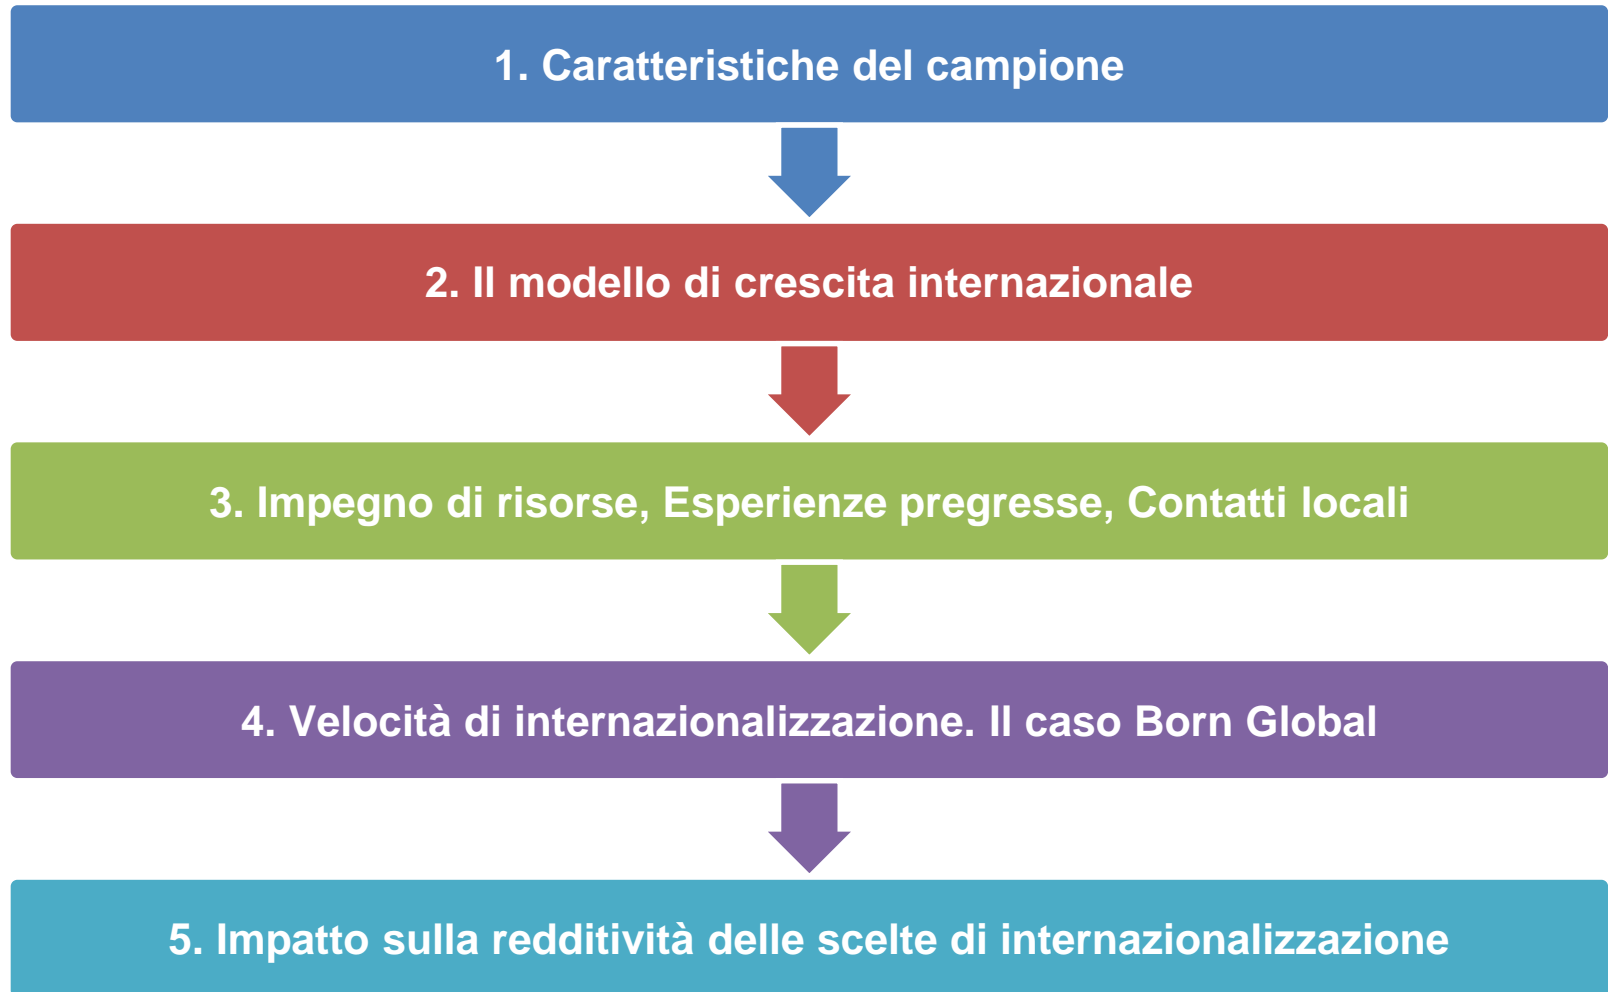 1. Caratteristiche del campione
2. Il modello di crescita internazionale
3. Impegno di risorse, Esperienze pregresse, Contatti locali
4. Velocità di internazionalizzazione. Il caso Born Global
5. Impatto sulla redditività delle scelte di internazionalizzazione